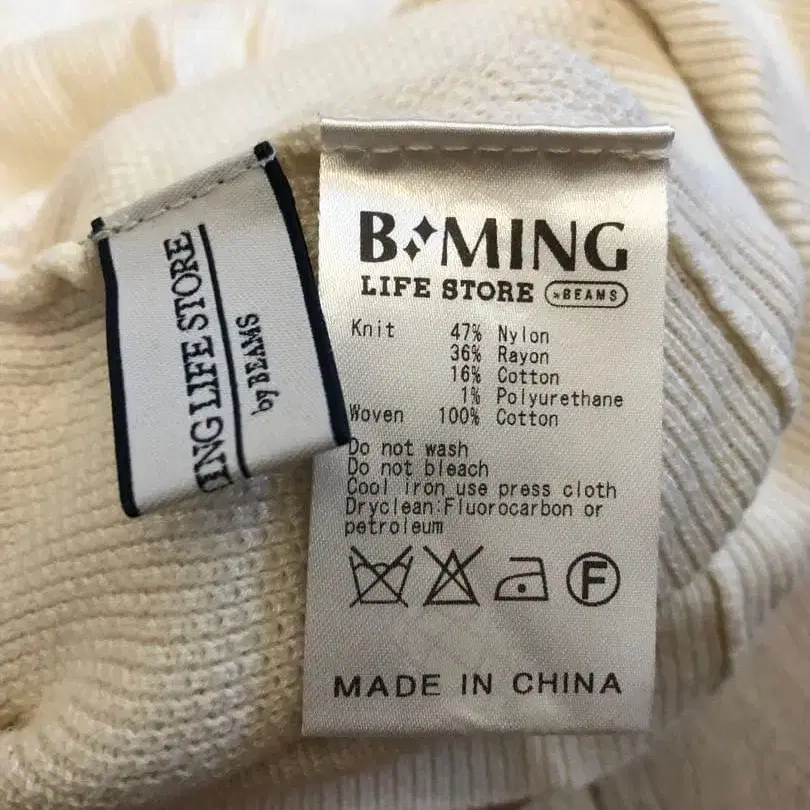 ING LIFE STORE
by BEAMS
B MING
LIFE STORE BEAMS
Knit 47% Nylon
36% Rayon
16% Cotton
1% Polyurethane
Woven 100% Cotton
Do not wash
Do not bleach
Cool iron use press cloth
Dryclean:Fluorocarbon or
petroleum
F
MADE IN CHINA